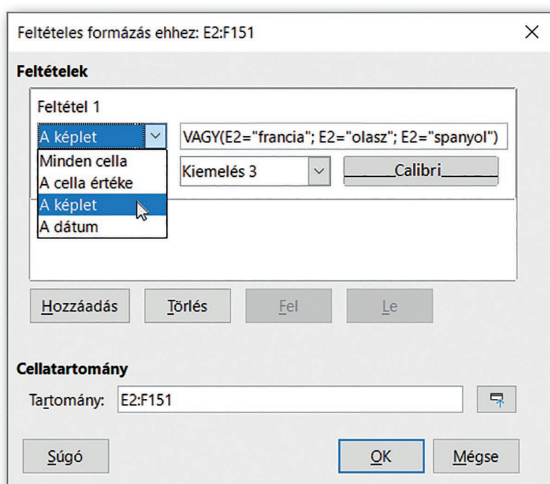 Feltételes formázás ehhez: E2:F151
Feltételek
Feltétel 1
A képlet VAGY(E2="francia"; E2="olasz"; E2="spanyol")
Minden cella
A cella értéke Kiemelés 3 Calibri
A képlet
A dátum
Hozzáadás Törlés Fel Le
Cellatartomány
Tartomány: E2:F151
Súgó OK Mégse